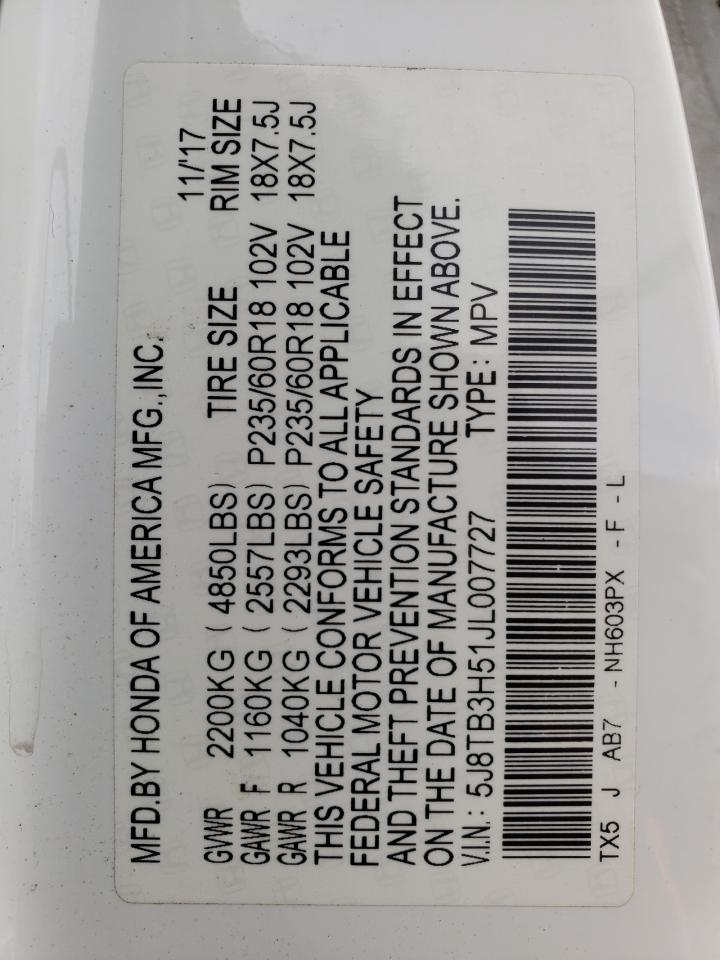 MFD.BY HONDA OF AMERICA MFG.,INC. 11/'17
GVWR 2200KG ( 4850LBS) TIRE SIZE RIM SIZE
GAWR F 1160KG ( 2557LBS) P235/60R18 102V 18X7.5J
GAWR R 1040KG ( 2293LBS) P235/60R18 102V 18X7.5J
THIS VEHICLE CONFORMS TO ALL APPLICABLE
FEDERAL MOTOR VEHICLE SAFETY
AND THEFT PREVENTION STANDARDS IN EFFECT
ON THE DATE OF MANUFACTURE SHOWN ABOVE.
V.I.N.: 5J8TB3H51JL007727 TYPE: MPV
TX5 J AB7 - NH603PX - F - L